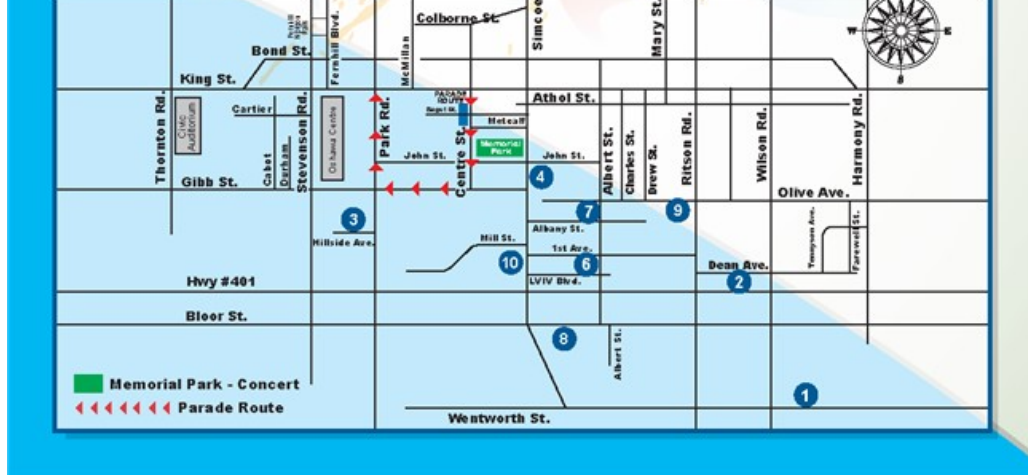 Colborne St.
Simcoe
Mary St.
Fernhill Blvd.
McMillan
Bond St.
W
E
S
King St.
PARADE
ROUTE
Athol St.
Thornton Rd.
Civic
Auditorium
Cartier
Stevenson Rd.
Oshawa Centre
Park Rd.
Centre St.
Metcalf
Memorial
Park
Albert St.
Charles St.
Drew St.
Ritson Rd.
Wilson Rd.
Harmony Rd.
John St.
John St.
Cabot
Durham
Gibb St.
4
Olive Ave.
3
7
9
Hillside Ave.
Albany St.
Tennyson Ave.
Farewell St.
Hill St.
1st Ave.
10
6
Dean Ave.
2
Hwy #401
LVIV Blvd.
Bloor St.
8
Albert St.
Memorial Park - Concert
1
Parade Route
Wentworth St.